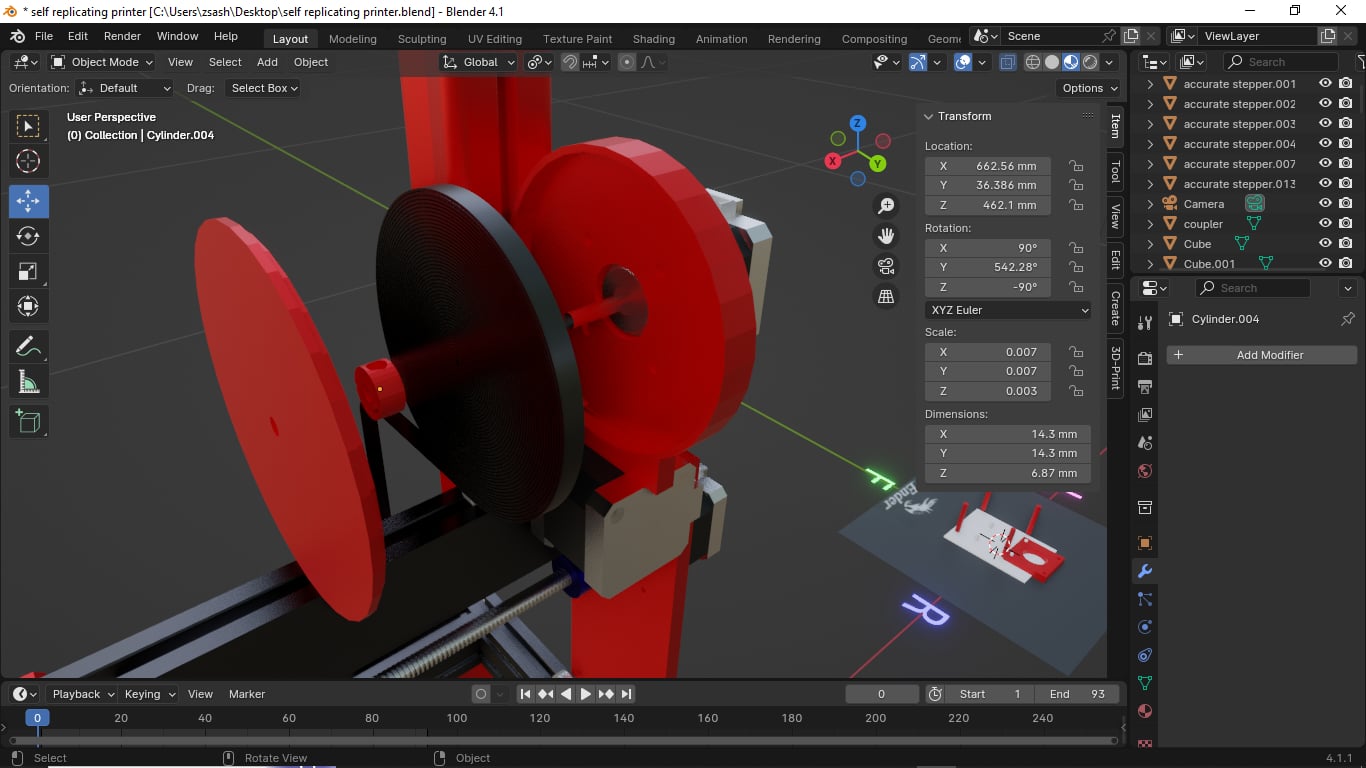 * self replicating printer [C:\Users\zsash\Desktop\self replicating printer.blend] - Blender 4.1
File Edit Render Window Help Layout Modeling Sculpting UV Editing Texture Paint Shading Animation Rendering Compositing Geome Scene ViewLayer
Object Mode View Select Add Object Global Search
Orientation: Default Drag: Select Box Options
User Perspective
(0) Collection | Cylinder.004
Transform
Location:
X 662.56 mm
Y 36.386 mm
Z 462.1 mm
Rotation:
X 90°
Y 542.28°
Z -90°
XYZ Euler
Scale:
X 0.007
Y 0.007
Z 0.003
Dimensions:
X 14.3 mm
Y 14.3 mm
Z 6.87 mm
Item
Tool
View
Edit
Create
3D-Print
Z
X
Y
accurate stepper.001
accurate stepper.002
accurate stepper.003
accurate stepper.004
accurate stepper.007
accurate stepper.013
Camera
coupler
Cube
Cube.001
Search
Cylinder.004
Add Modifier
F
Ender
R
Playback Keying View Marker 0 Start 1 End 93
0 20 40 60 80 100 120 140 160 180 200 220 240
Select Rotate View Object 4.1.1